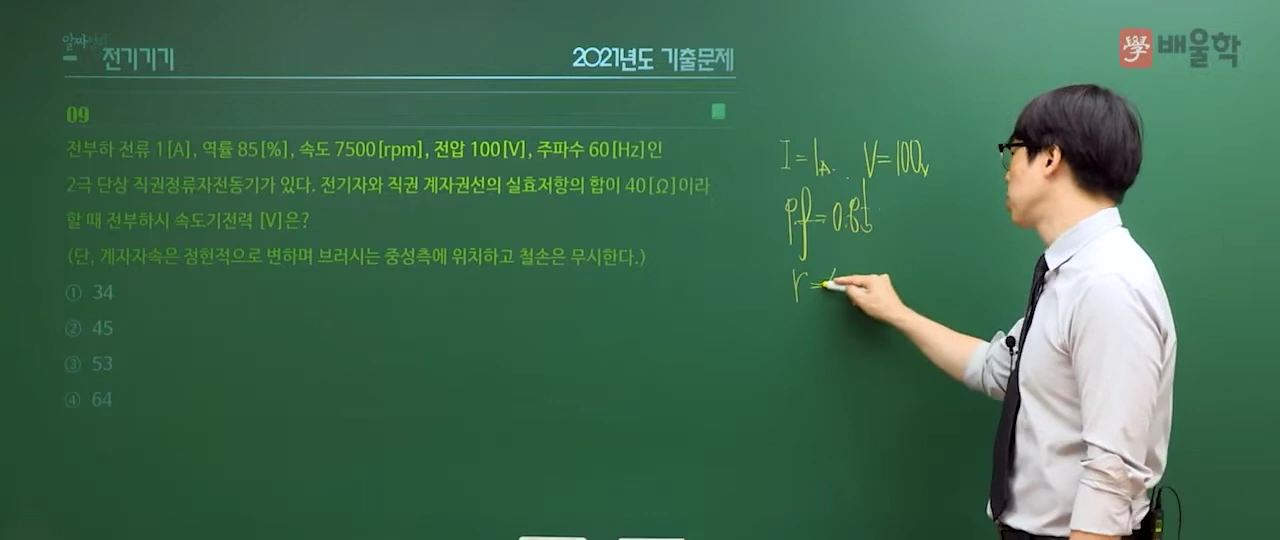 알짜
전기기기
2021년도 기출문제
學 배울학
09
전부하 전류 1[A], 역률 85[%], 속도 7500[rpm], 전압 100[V], 주파수 60[Hz]인
2극 단상 직권정류자전동기가 있다. 전기자와 직권 계자권선의 실효저항의 합이 40[Ω]이라
할 때 전부하시 속도기전력 [V]은?
(단, 계자자속은 정현적으로 변하며 브러시는 중성축에 위치하고 철손은 무시한다.)
① 34
② 45
③ 53
④ 64
I=1A. V=100V
p.f=0.85
r=